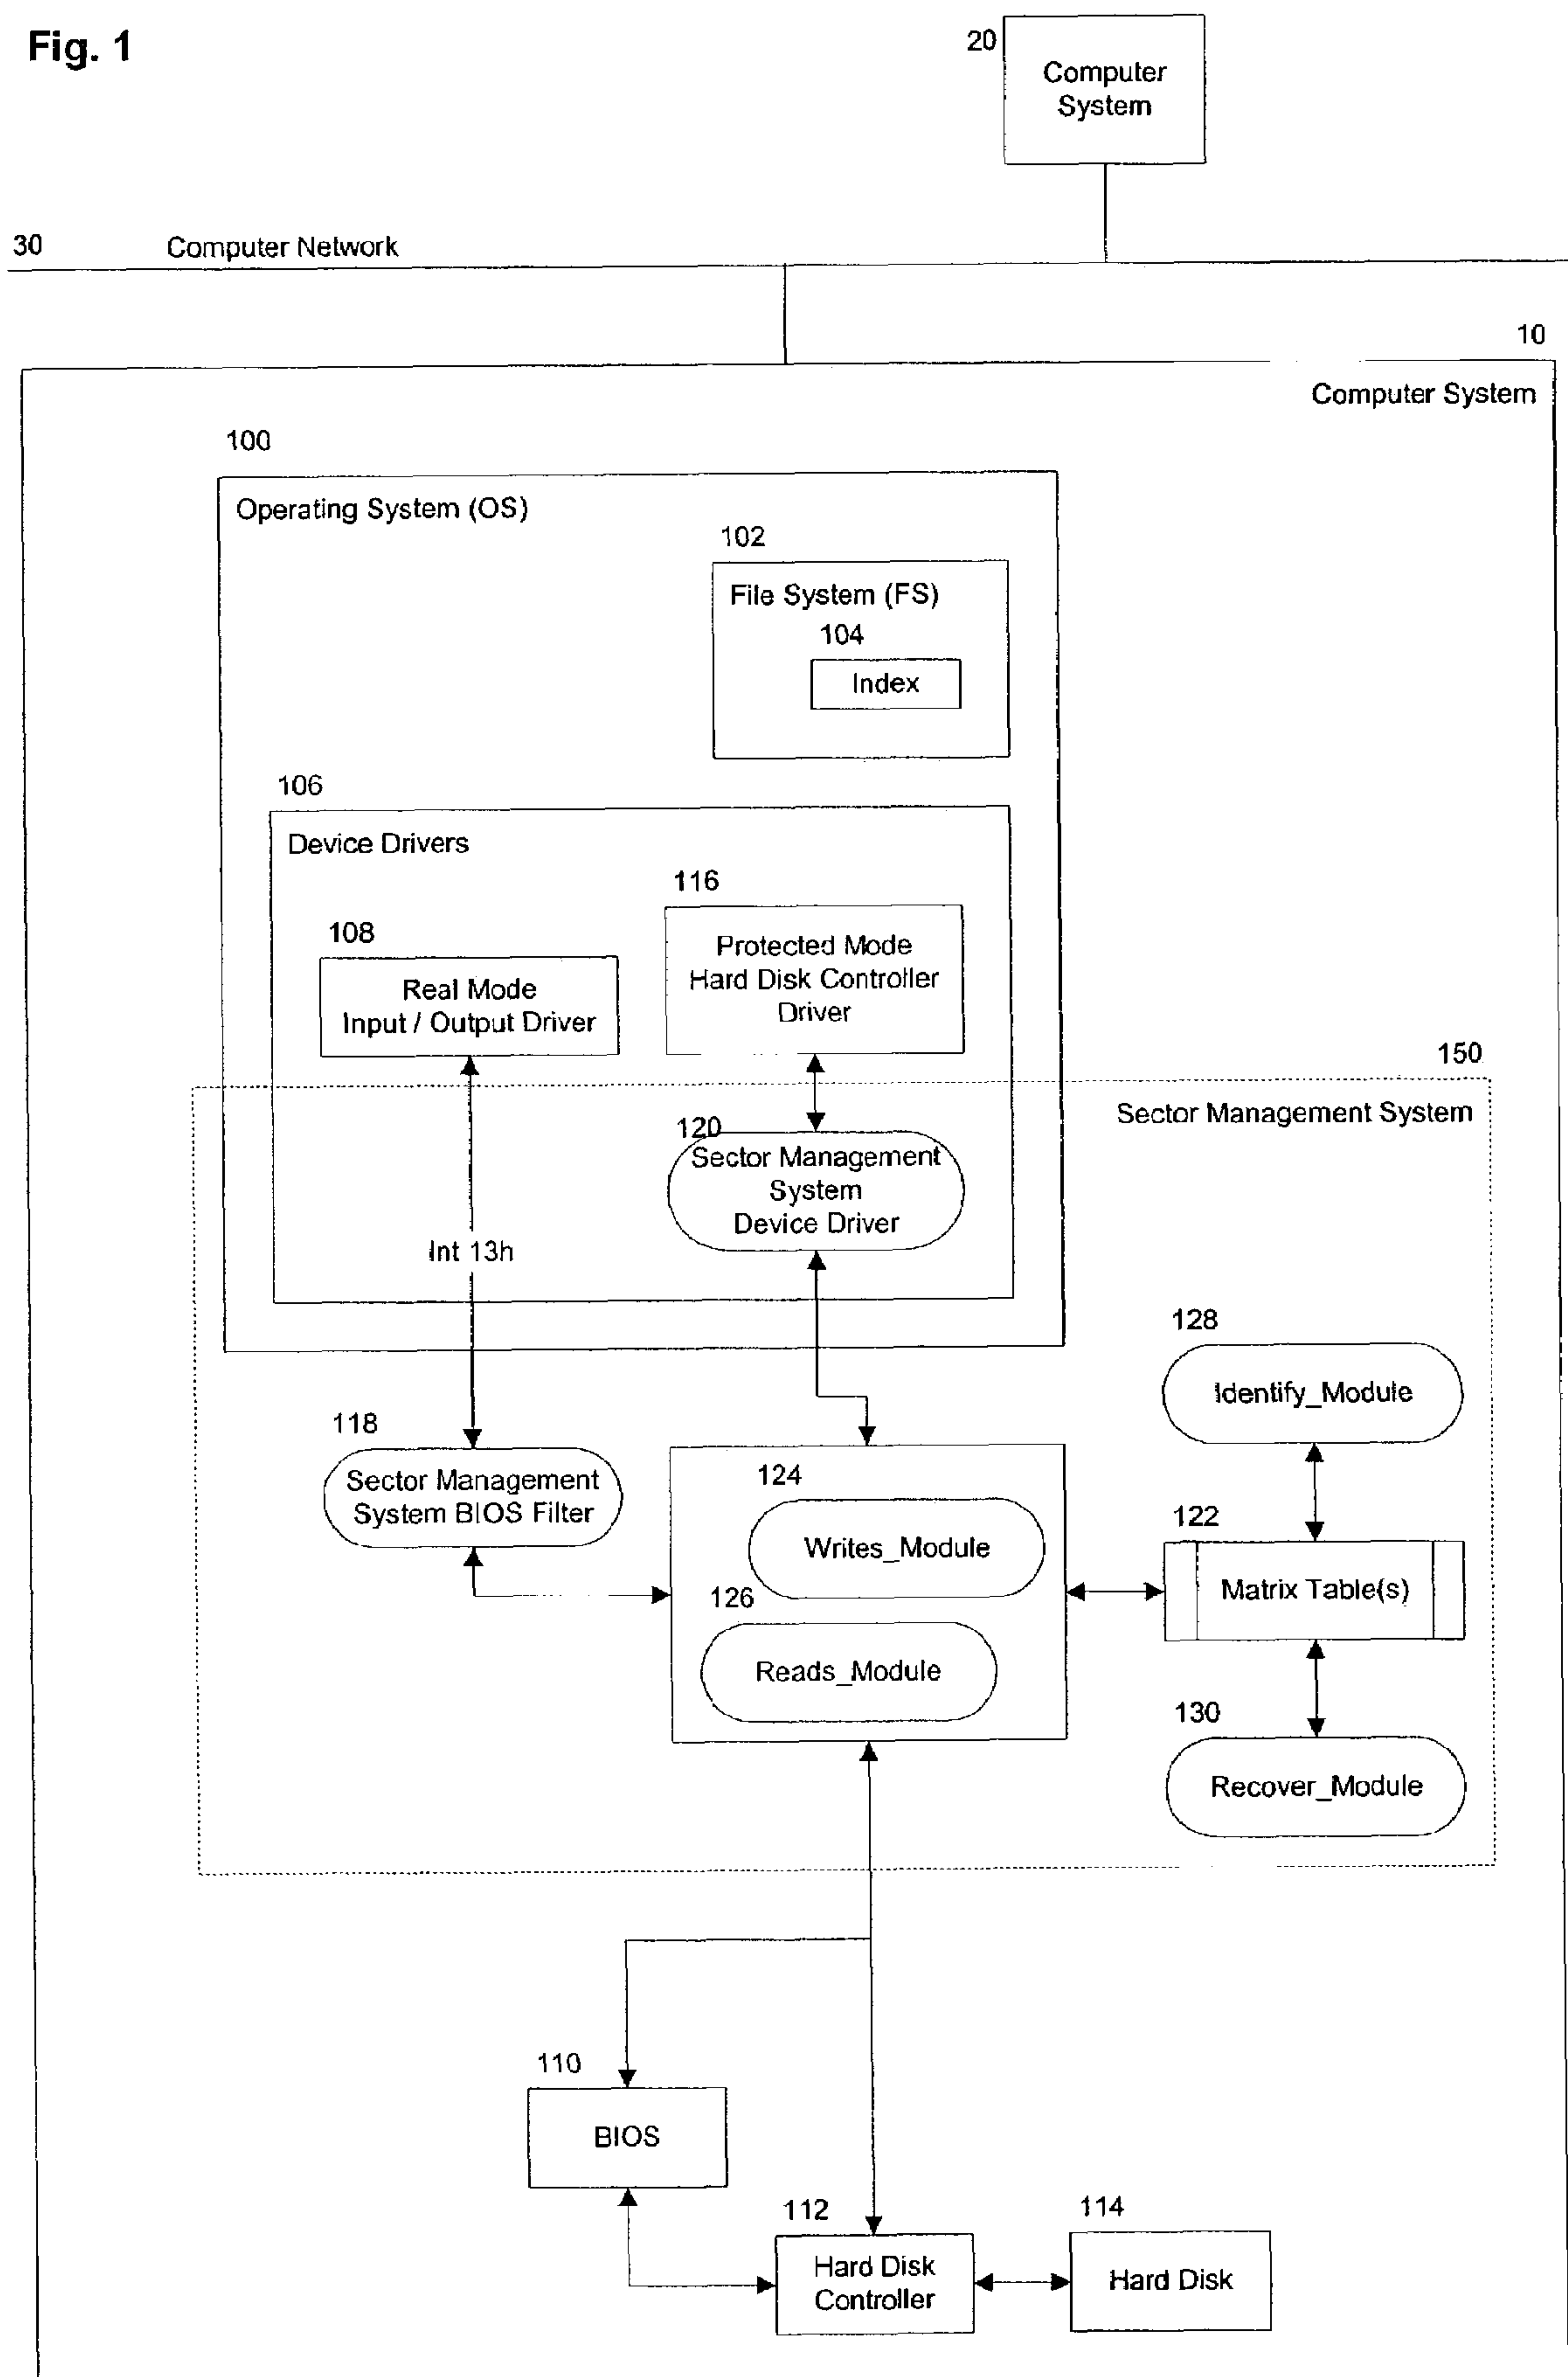 Fig. 1
20
Computer
System
30
Computer Network
10
Computer System
100
Operating System (OS)
102
File System (FS)
104
Index
106
Device Drivers
116
108
Protected Mode
Hard Disk Controller
Driver
Real Mode
Input / Output Driver
150
Sector Management System
120
Sector Management
System
Device Driver
Int 13h
128
Identify_Module
118
Sector Management
System BIOS Filter
124
Writes_Module
122
Matrix Table(s)
126
Reads_Module
130
Recover_Module
110
BIOS
112
Hard Disk
Controller
114
Hard Disk